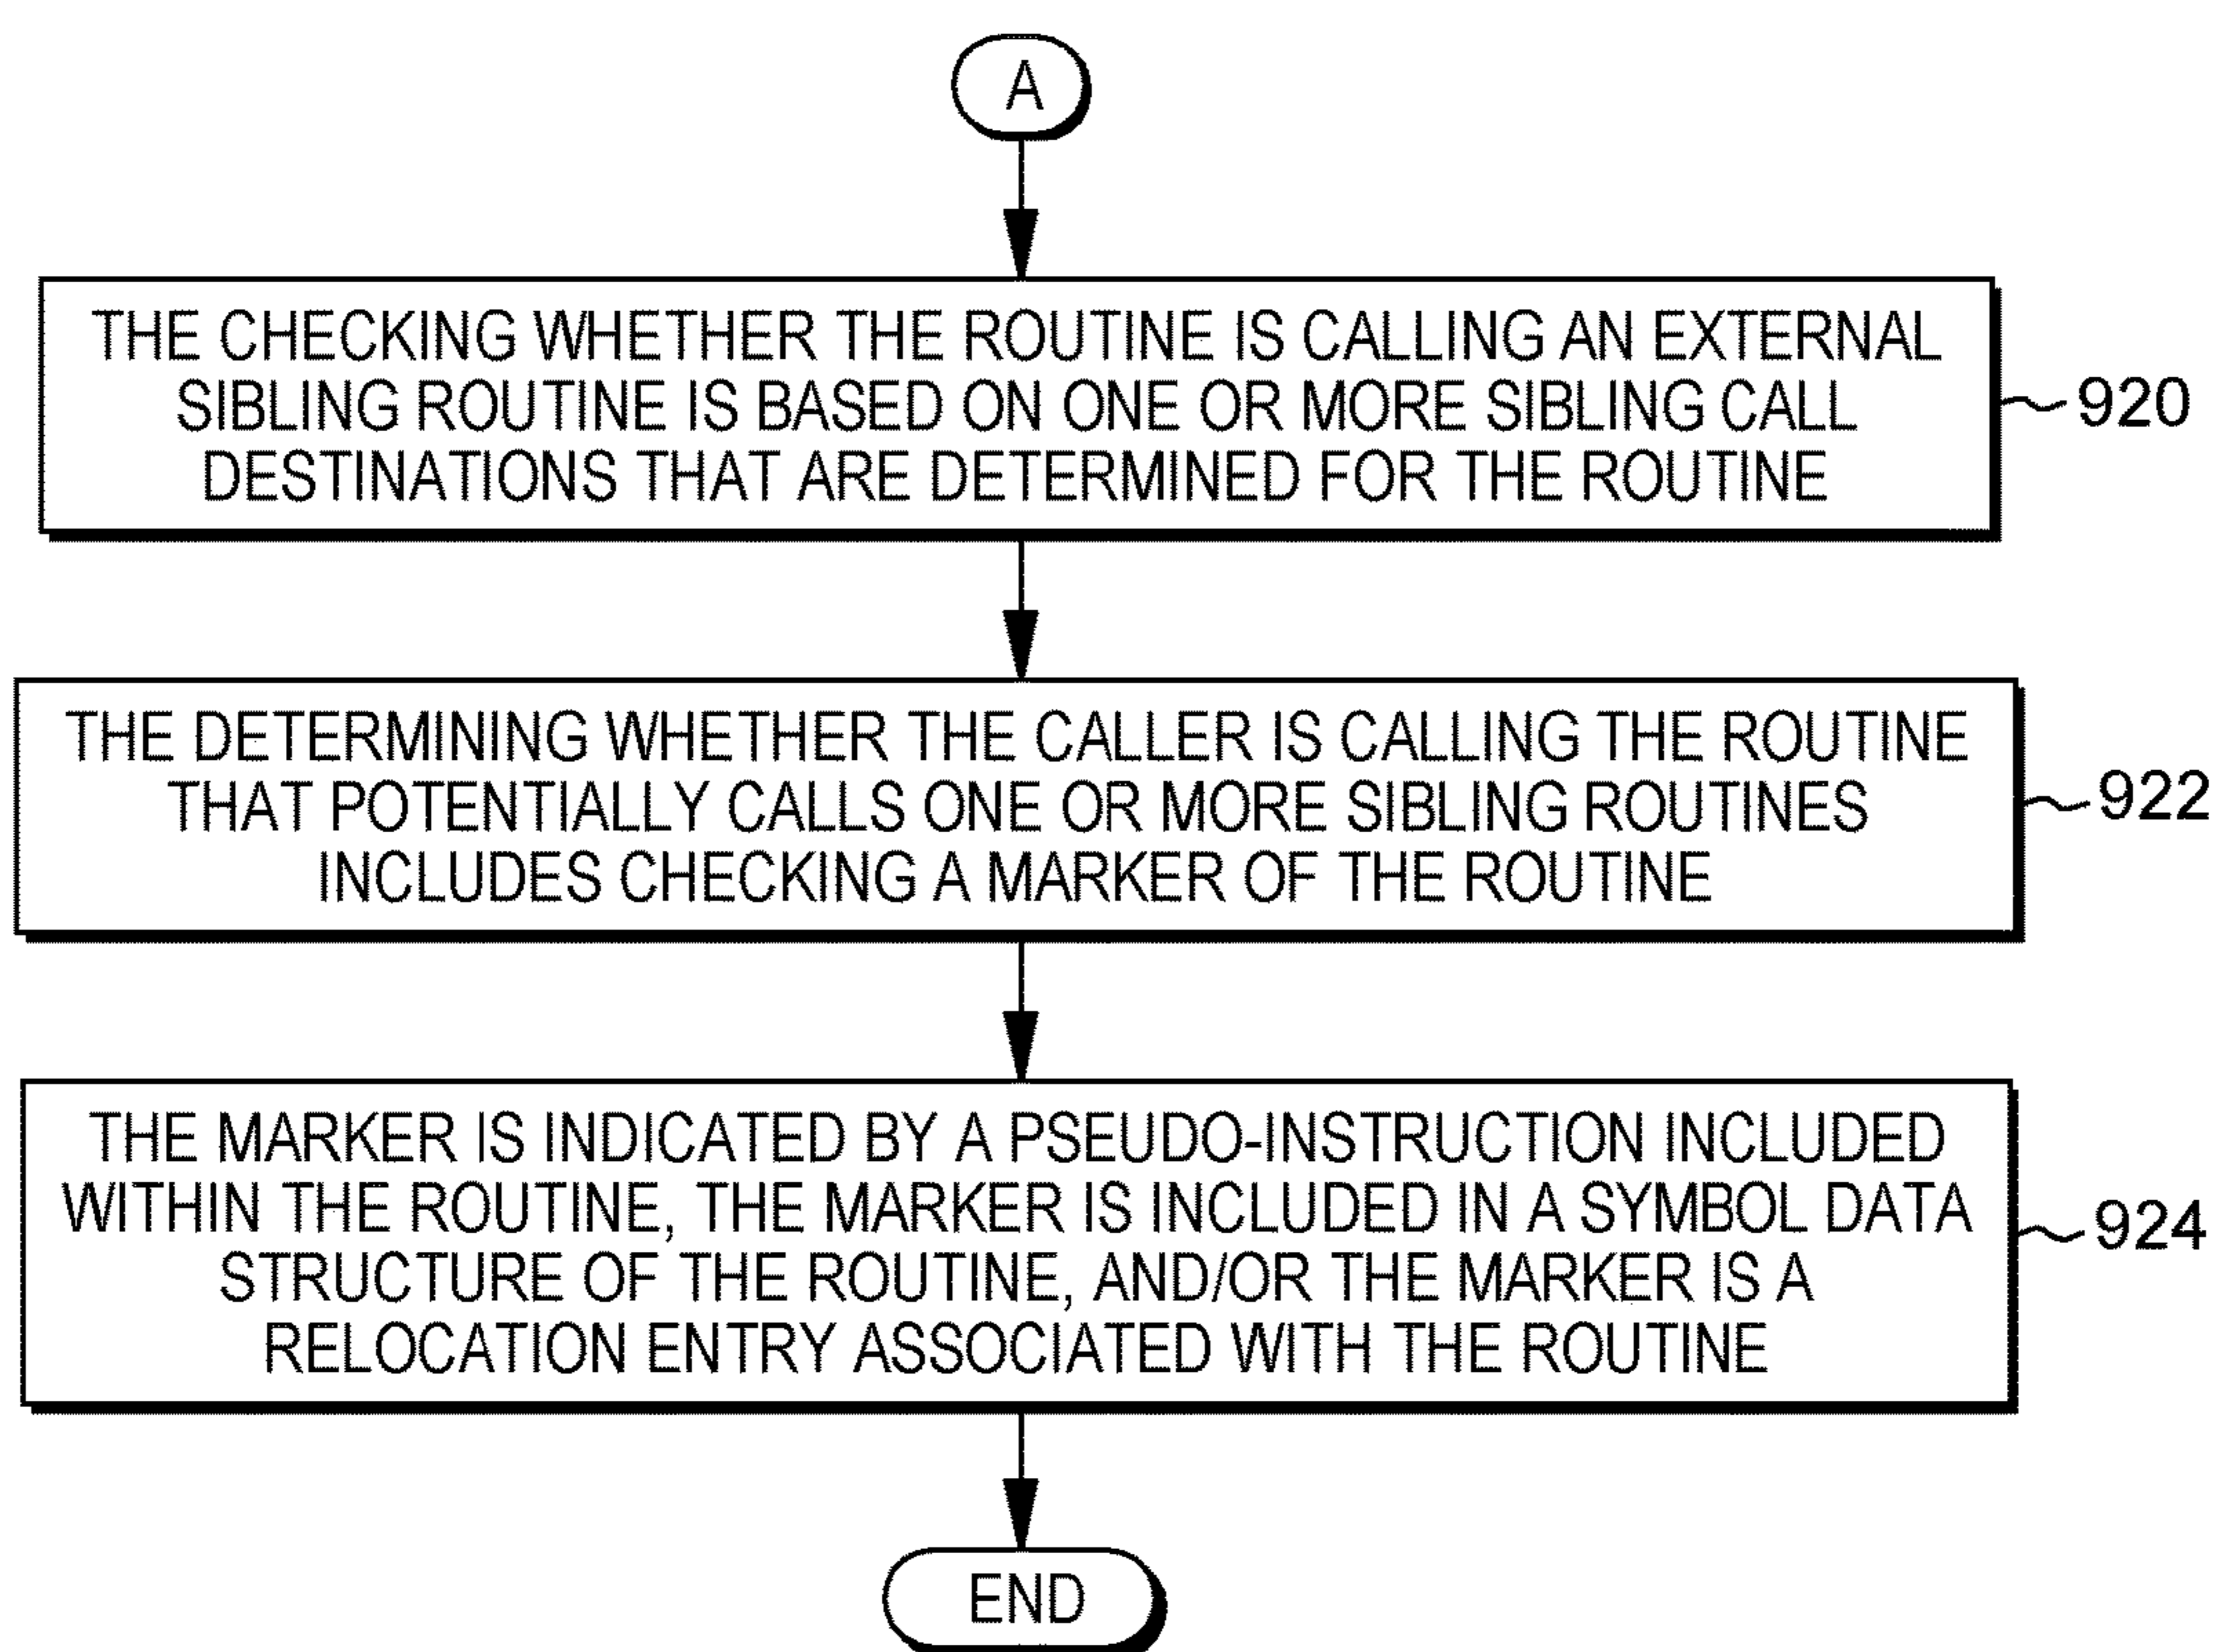 A
THE CHECKING WHETHER THE ROUTINE IS CALLING AN EXTERNAL
SIBLING ROUTINE IS BASED ON ONE OR MORE SIBLING CALL
DESTINATIONS THAT ARE DETERMINED FOR THE ROUTINE
920
THE DETERMINING WHETHER THE CALLER IS CALLING THE ROUTINE
THAT POTENTIALLY CALLS ONE OR MORE SIBLING ROUTINES
INCLUDES CHECKING A MARKER OF THE ROUTINE
922
THE MARKER IS INDICATED BY A PSEUDO-INSTRUCTION INCLUDED
WITHIN THE ROUTINE, THE MARKER IS INCLUDED IN A SYMBOL DATA
STRUCTURE OF THE ROUTINE, AND/OR THE MARKER IS A
RELOCATION ENTRY ASSOCIATED WITH THE ROUTINE
924
END